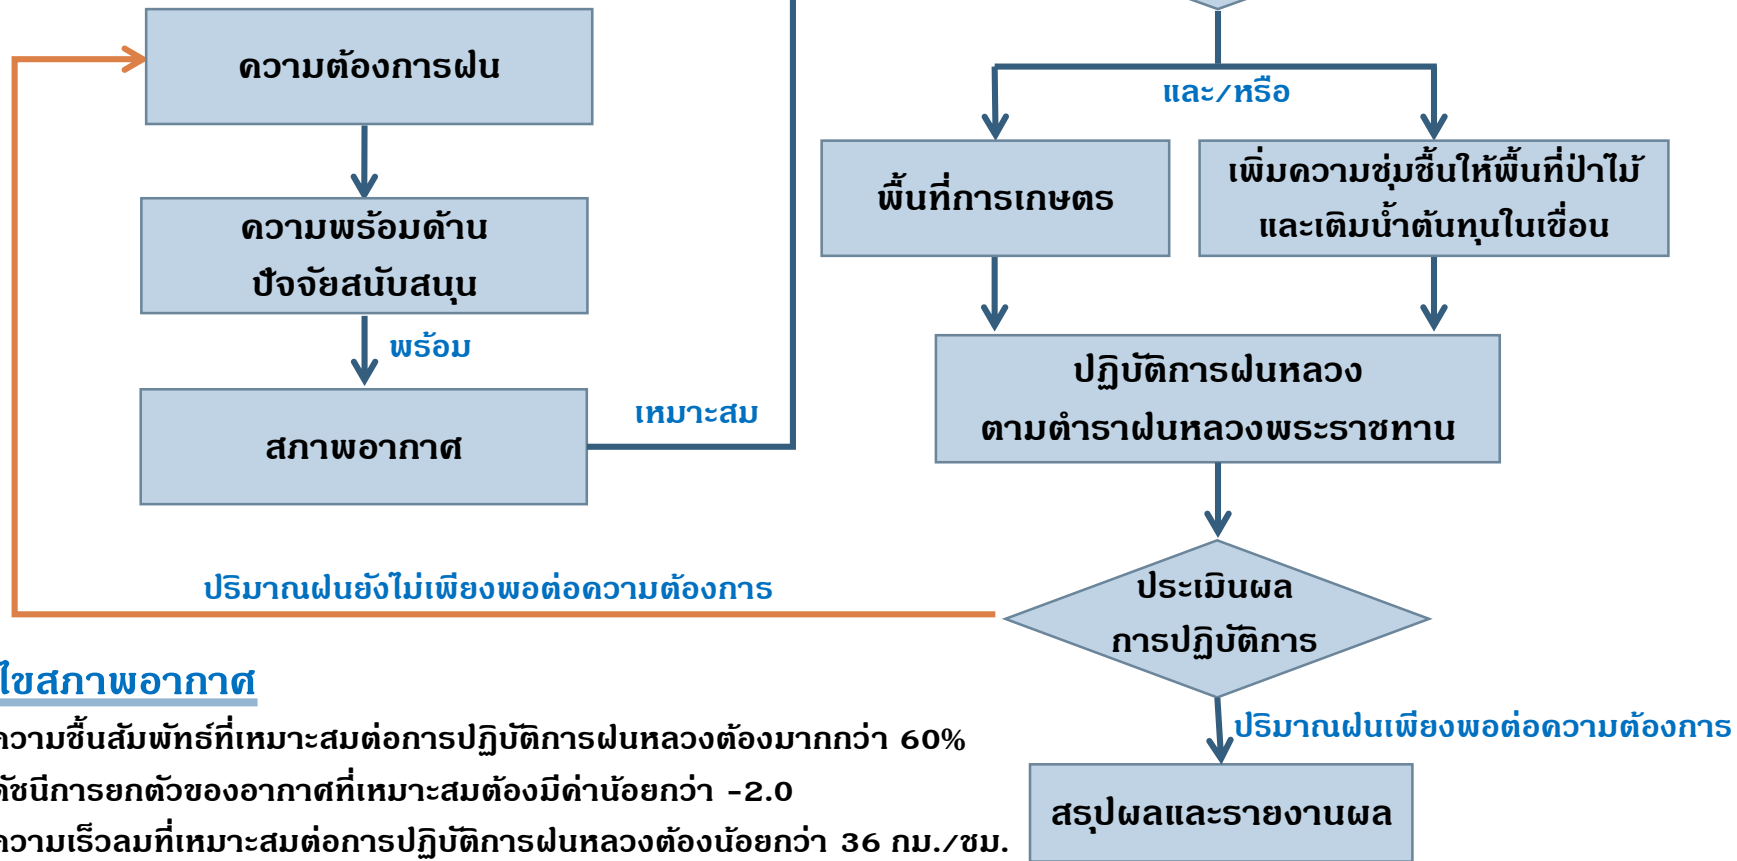 ความต้องการฝน
ความพร้อมด้าน
ปัจจัยสนับสนุน
พร้อม
สภาพอากาศ
เหมาะสม
และ/หรือ
พื้นที่การเกษตร
เพิ่มความชุ่มชื้นให้พื้นที่ป่าไม้
และเติมน้ำต้นทุนในเขื่อน
ปฏิบัติการฝนหลวง
ตามตำราฝนหลวงพระราชทาน
ประเมินผล
การปฏิบัติการ
ปริมาณฝนยังไม่เพียงพอต่อความต้องการ
ปริมาณฝนเพียงพอต่อความต้องการ
สรุปผลและรายงานผล
ไขสภาพอากาศ
ความชื้นสัมพัทธ์ที่เหมาะสมต่อการปฏิบัติการฝนหลวงต้องมากกว่า 60%
ดัชนีการยกตัวของอากาศที่เหมาะสมต้องมีค่าน้อยกว่า -2.0
ความเร็วลมที่เหมาะสมต่อการปฏิบัติการฝนหลวงต้องน้อยกว่า 36 กม./ชม.